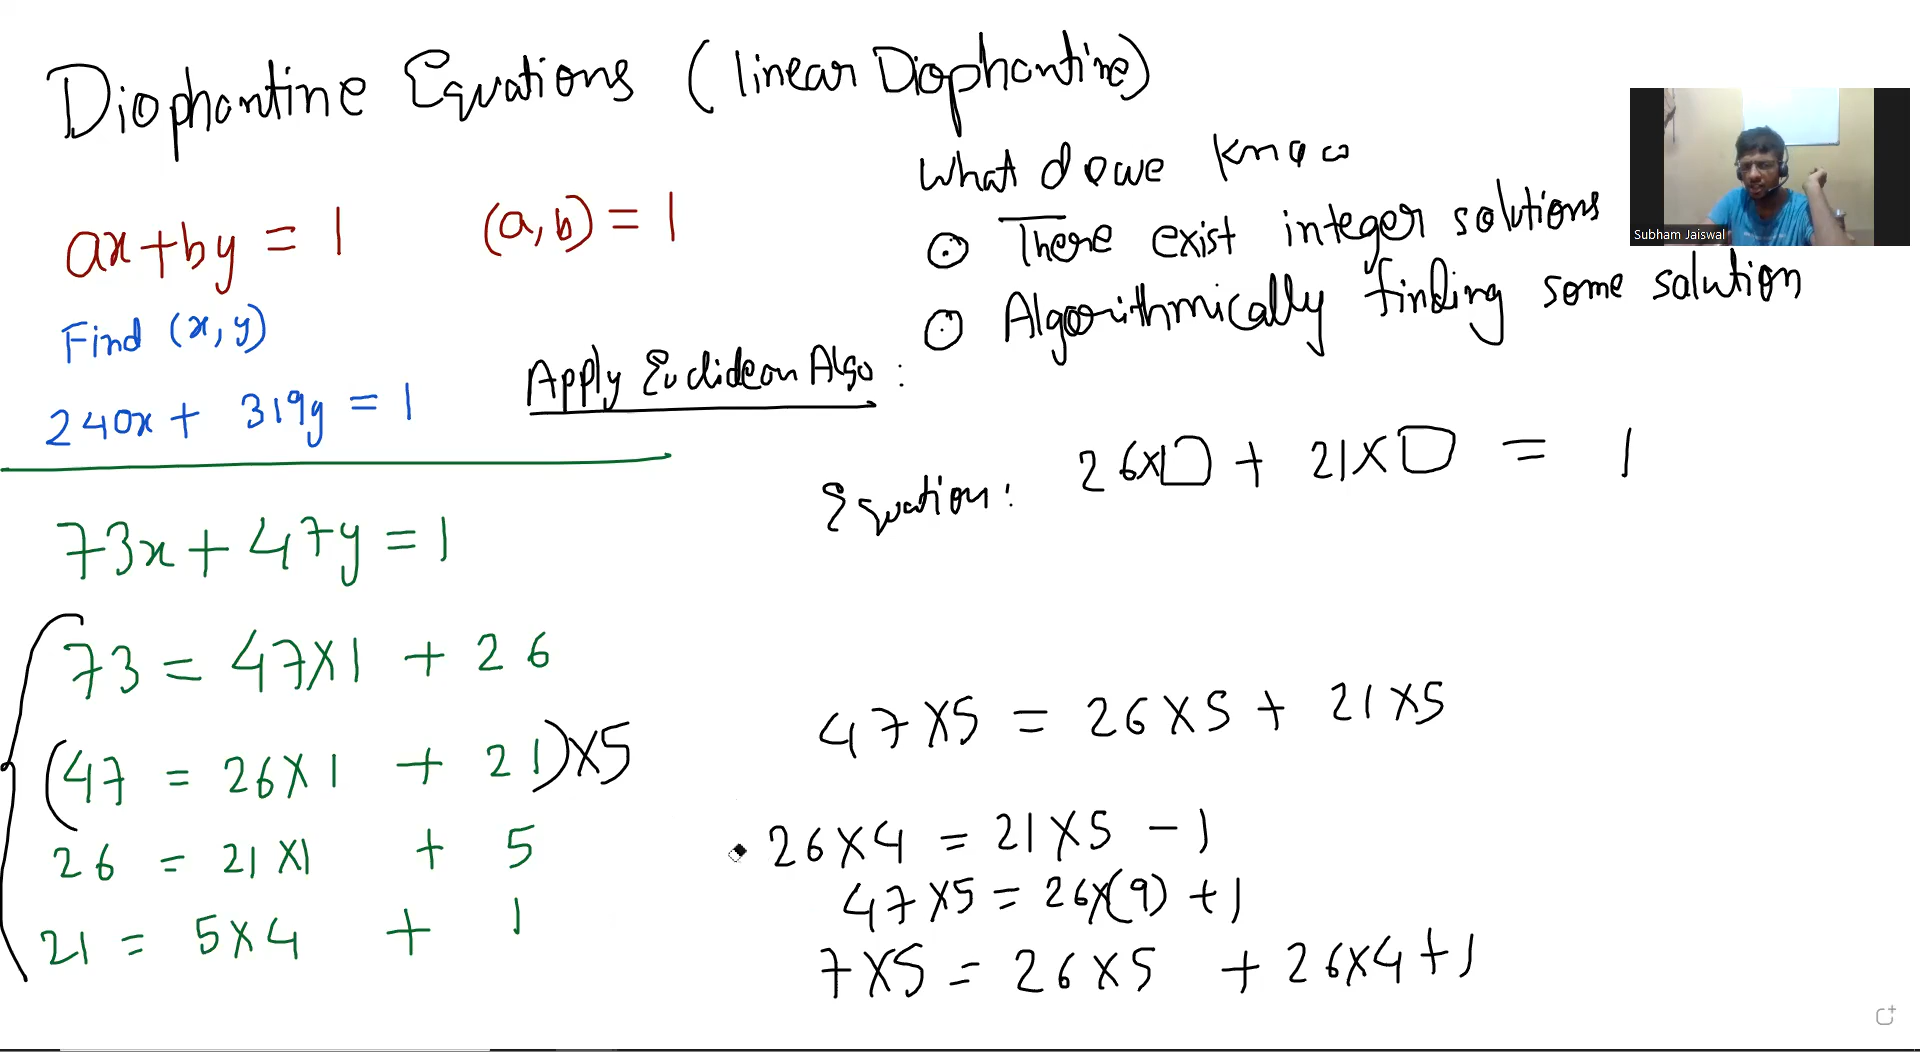 Diophantine Equations (linear Diophantine)
ax+by = 1 (a,b) = 1
Find (x,y)
240x + 319y = 1
What do we know
⊙ There exist integer solutions
⊙ Algorithmically finding some solution
Apply Euclidean Algo :
Equation: 26×□ + 21×□ = 1
73x + 47y = 1
73 = 47×1 + 26
(47 = 26×1 + 21)×5
26 = 21×1 + 5
21 = 5×4 + 1
47×5 = 26×5 + 21×5
26×4 = 21×5 - 1
47×5 = 26×(9) + 1
7×5 = 26×5 + 26×4+1
Subham Jaiswal